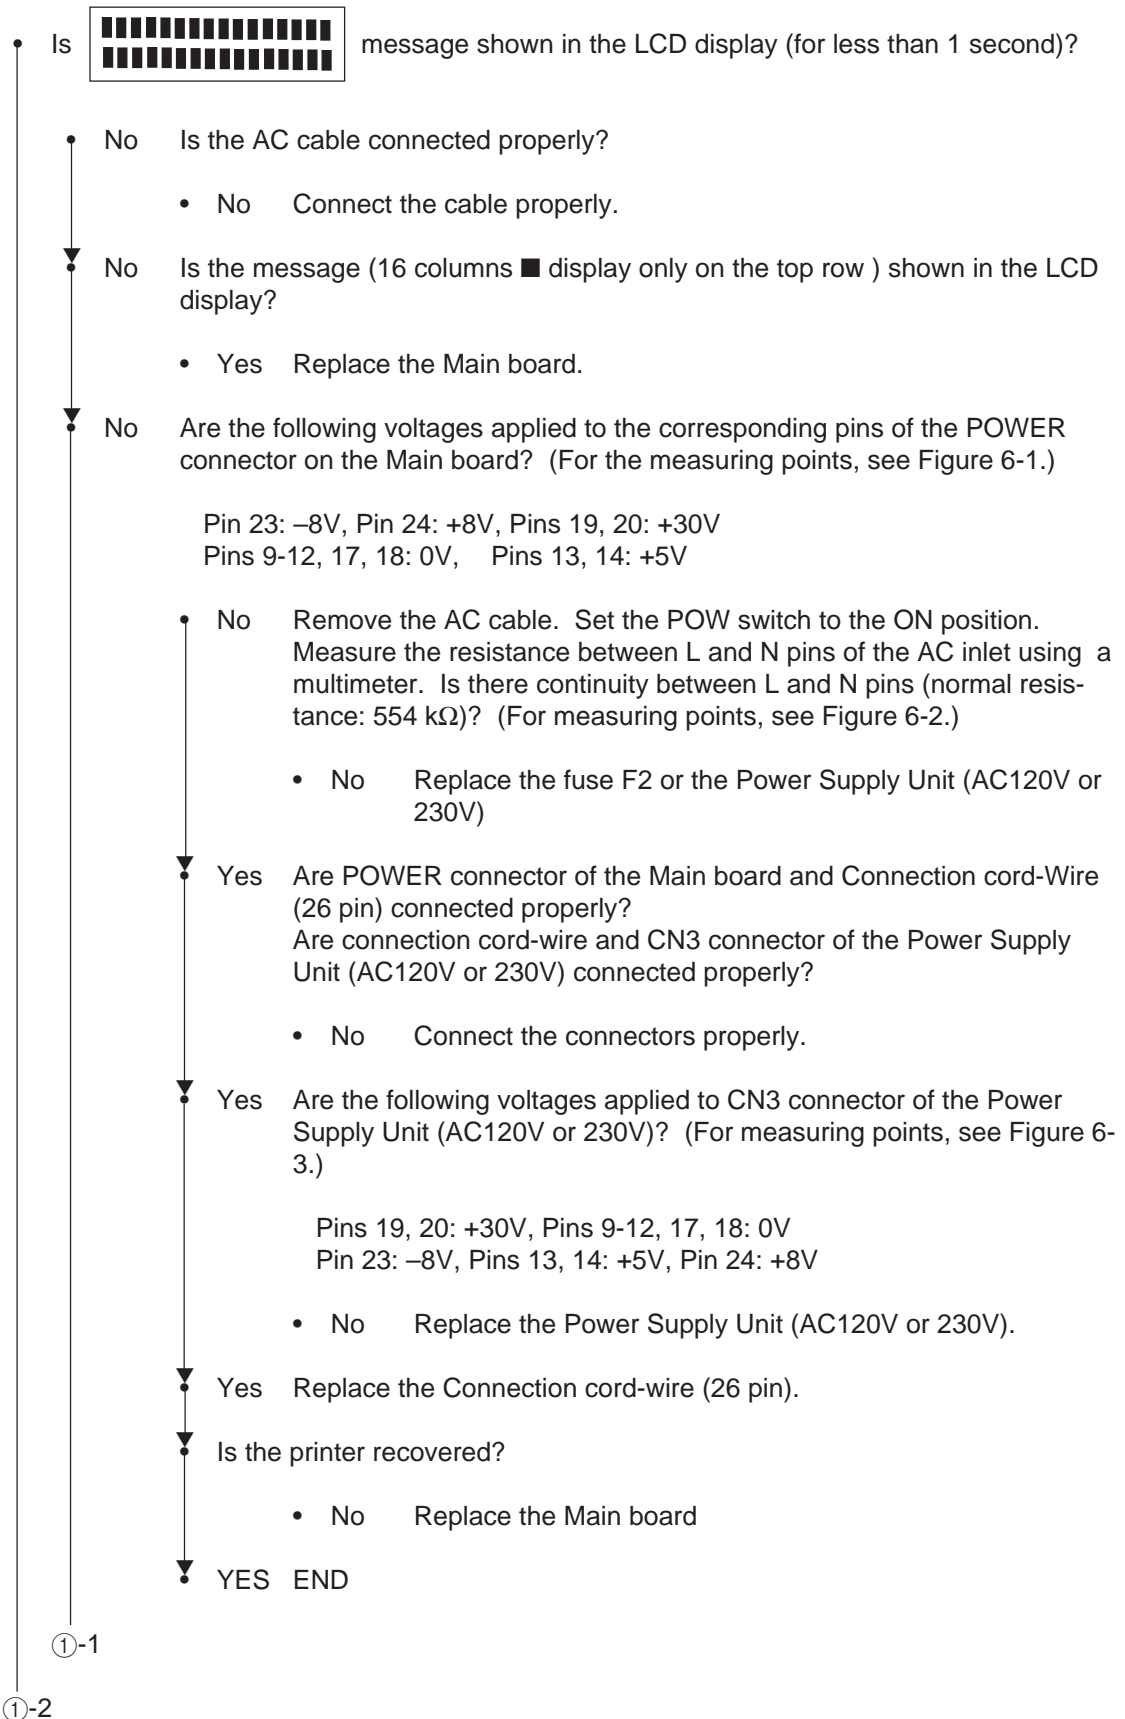 • Is message shown in the LCD display (for less than 1 second)?
• No Is the AC cable connected properly?
• No Connect the cable properly.
• No Is the message (16 columns ■ display only on the top row ) shown in the LCD
display?
• Yes Replace the Main board.
• No Are the following voltages applied to the corresponding pins of the POWER
connector on the Main board? (For the measuring points, see Figure 6-1.)
Pin 23: –8V, Pin 24: +8V, Pins 19, 20: +30V
Pins 9-12, 17, 18: 0V, Pins 13, 14: +5V
• No Remove the AC cable. Set the POW switch to the ON position.
Measure the resistance between L and N pins of the AC inlet using a
multimeter. Is there continuity between L and N pins (normal resis-
tance: 554 kΩ)? (For measuring points, see Figure 6-2.)
• No Replace the fuse F2 or the Power Supply Unit (AC120V or
230V)
• Yes Are POWER connector of the Main board and Connection cord-Wire
(26 pin) connected properly?
Are connection cord-wire and CN3 connector of the Power Supply
Unit (AC120V or 230V) connected properly?
• No Connect the connectors properly.
• Yes Are the following voltages applied to CN3 connector of the Power
Supply Unit (AC120V or 230V)? (For measuring points, see Figure 6-
3.)
Pins 19, 20: +30V, Pins 9-12, 17, 18: 0V
Pin 23: –8V, Pins 13, 14: +5V, Pin 24: +8V
• No Replace the Power Supply Unit (AC120V or 230V).
• Yes Replace the Connection cord-wire (26 pin).
• Is the printer recovered?
• No Replace the Main board
• YES END
①-1
①-2